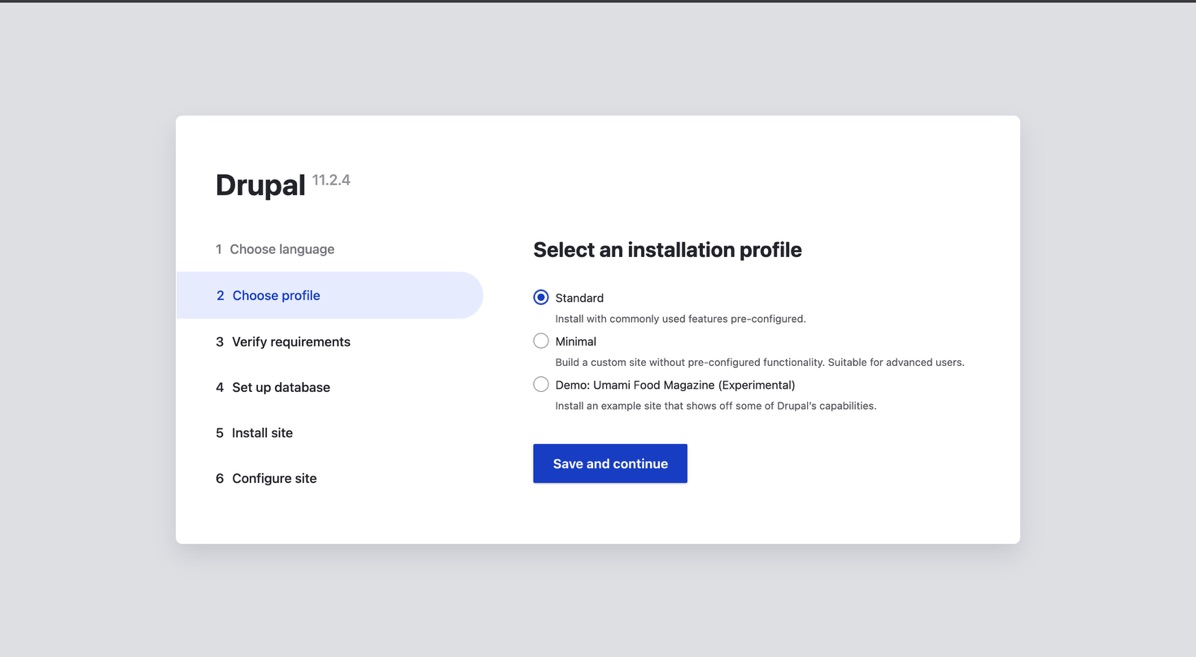 Drupal 11.2.4
1 Choose language
2 Choose profile
3 Verify requirements
4 Set up database
5 Install site
6 Configure site
Select an installation profile
Standard
Install with commonly used features pre-configured.
Minimal
Build a custom site without pre-configured functionality. Suitable for advanced users.
Demo: Umami Food Magazine (Experimental)
Install an example site that shows off some of Drupal's capabilities.
Save and continue